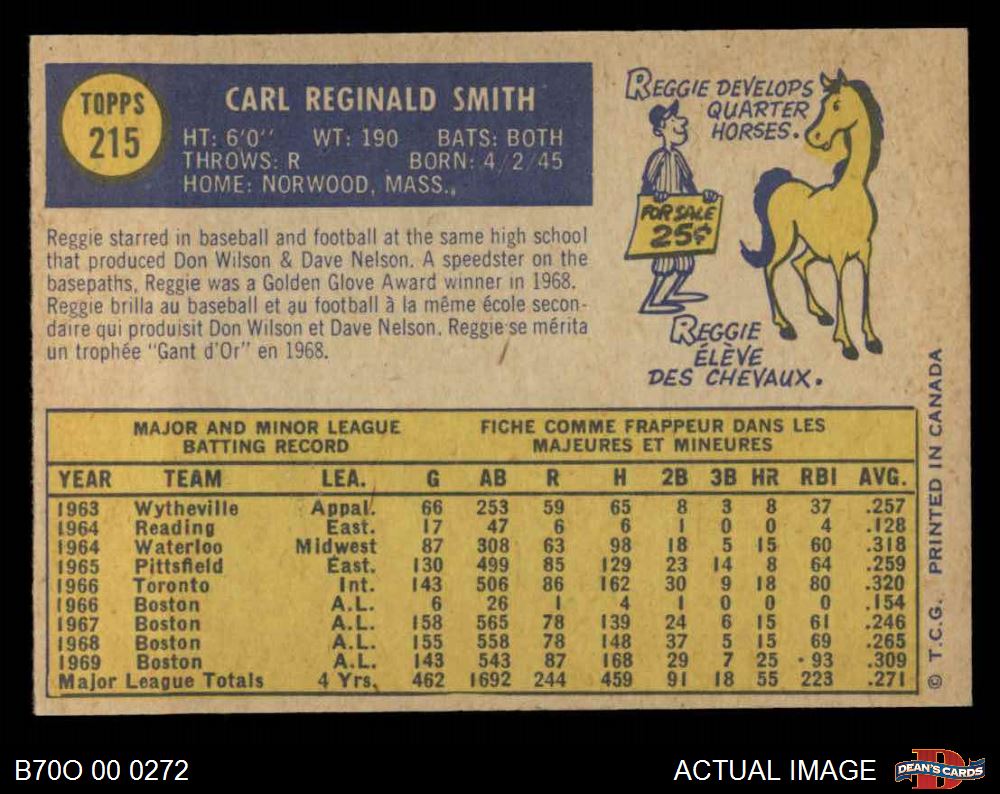 TOPPS
215
CARL REGINALD SMITH
HT: 6'0" WT: 190 BATS: BOTH
THROWS: R BORN: 4/2/45
HOME: NORWOOD, MASS.
Reggie starred in baseball and football at the same high school
that produced Don Wilson & Dave Nelson. A speedster on the
basepaths, Reggie was a Golden Glove Award winner in 1968.
Reggie brilla au baseball et au football à la même école secon-
daire qui produisit Don Wilson et Dave Nelson. Reggie se mérita
un trophée "Gant d'Or" en 1968.
REGGIE DEVELOPS
QUARTER
HORSES.
FOR SALE
25¢
REGGIE
ÉLÈVE
DES CHEVAUX.
MAJOR AND MINOR LEAGUE
BATTING RECORD
FICHE COMME FRAPPEUR DANS LES
MAJEURES ET MINEURES
YEAR TEAM LEA. G AB R H 2B 3B HR RBI AVG.
1963 Wytheville Appal. 66 253 59 65 8 3 8 37 .257
1964 Reading East. 17 47 6 6 1 0 0 4 .128
1964 Waterloo Midwest 87 308 63 98 18 5 15 60 .318
1965 Pittsfield East. 130 499 85 129 23 14 8 64 .259
1966 Toronto Int. 143 506 86 162 30 9 18 80 .320
1966 Boston A.L. 6 26 1 4 1 0 0 0 .154
1967 Boston A.L. 158 565 78 139 24 6 15 61 .246
1968 Boston A.L. 155 558 78 148 37 5 15 69 .265
1969 Boston A.L. 143 543 87 168 29 7 25 93 .309
Major League Totals 4 Yrs. 462 1692 244 459 91 18 55 223 .271
© T.C.G. PRINTED IN CANADA
B70O 00 0272
ACTUAL IMAGE
DEAN'S CARDS